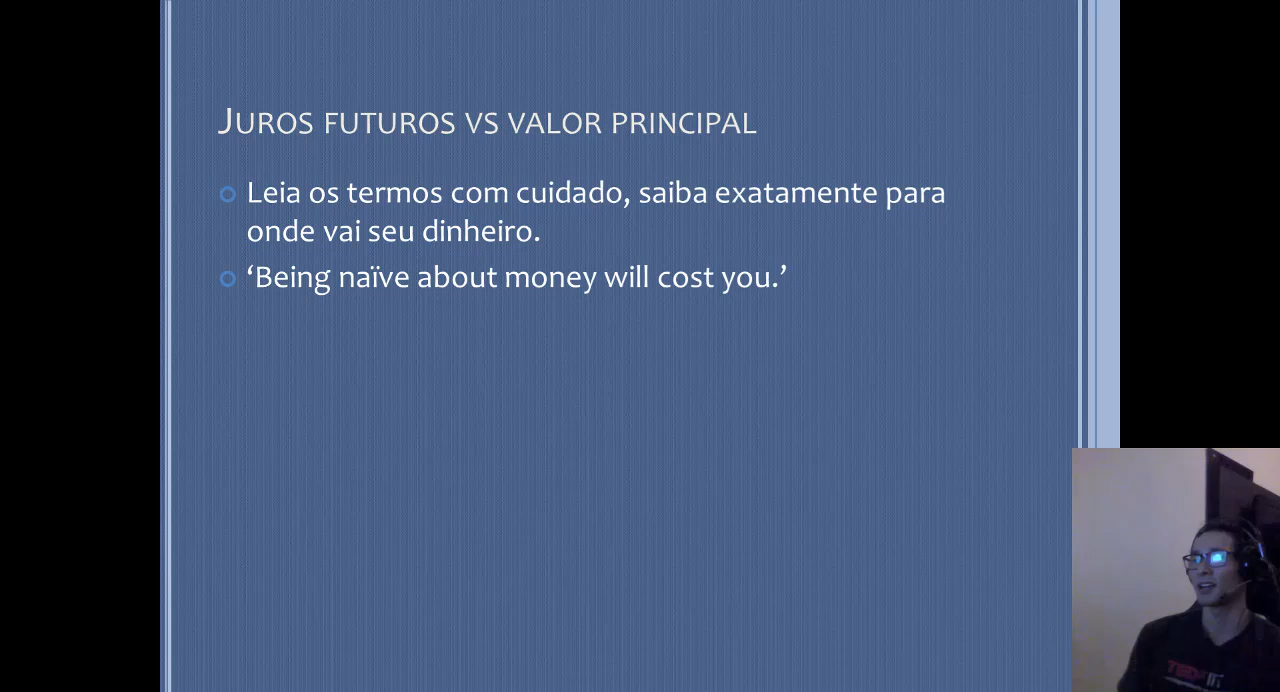 Juros futuros vs valor principal
Leia os termos com cuidado, saiba exatamente para
onde vai seu dinheiro.
‘Being naïve about money will cost you.’